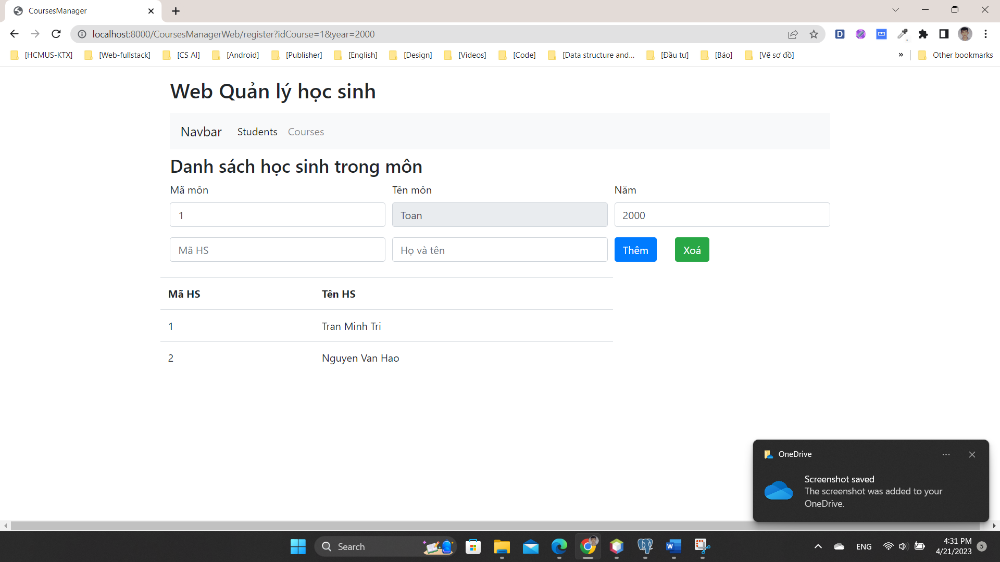 CoursesManager
localhost:8000/CoursesManagerWeb/register?idCourse=1&year=2000
[HCMUS-KTX] [Web-fullstack] [CS AI] [Android] [Publisher] [English] [Design] [Videos] [Code] [Data structure and... [Đầu tư] [Báo] [Vẽ sơ đồ] » Other bookmarks
Web Quản lý học sinh
Navbar Students Courses
Danh sách học sinh trong môn
Mã môn Tên môn Năm
1 Toan 2000
Mã HS Họ và tên Thêm Xoá
Mã HS Tên HS
1 Tran Minh Tri
2 Nguyen Van Hao
OneDrive
Screenshot saved
The screenshot was added to your
OneDrive.
Search
ENG
4:31 PM
4/21/2023
5